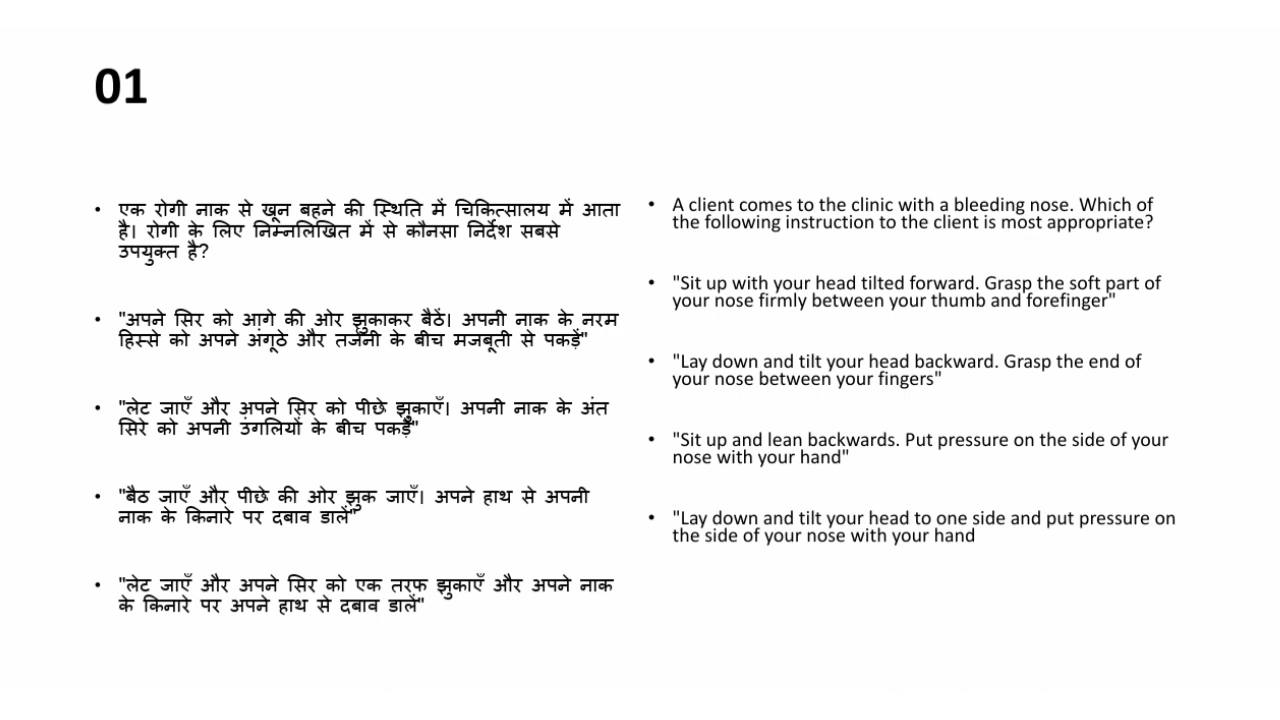 01
• एक रोगी नाक से खून बहने की स्थिति में चिकित्सालय में आता
है। रोगी के लिए निम्नलिखित में से कौनसा निर्देश सबसे
उपयुक्त है?
• "अपने सिर को आगे की ओर झुकाकर बैठें। अपनी नाक के नरम
हिस्से को अपने अंगूठे और तर्जनी के बीच मजबूती से पकड़ें"
• "लेट जाएँ और अपने सिर को पीछे झुकाएँ। अपनी नाक के अंत
सिरे को अपनी उंगलियों के बीच पकड़ें"
• "बैठ जाएँ और पीछे की ओर झुक जाएँ। अपने हाथ से अपनी
नाक के किनारे पर दबाव डालें"
• "लेट जाएँ और अपने सिर को एक तरफ झुकाएँ और अपने नाक
के किनारे पर अपने हाथ से दबाव डालें"
• A client comes to the clinic with a bleeding nose. Which of
the following instruction to the client is most appropriate?
• "Sit up with your head tilted forward. Grasp the soft part of
your nose firmly between your thumb and forefinger"
• "Lay down and tilt your head backward. Grasp the end of
your nose between your fingers"
• "Sit up and lean backwards. Put pressure on the side of your
nose with your hand"
• "Lay down and tilt your head to one side and put pressure on
the side of your nose with your hand